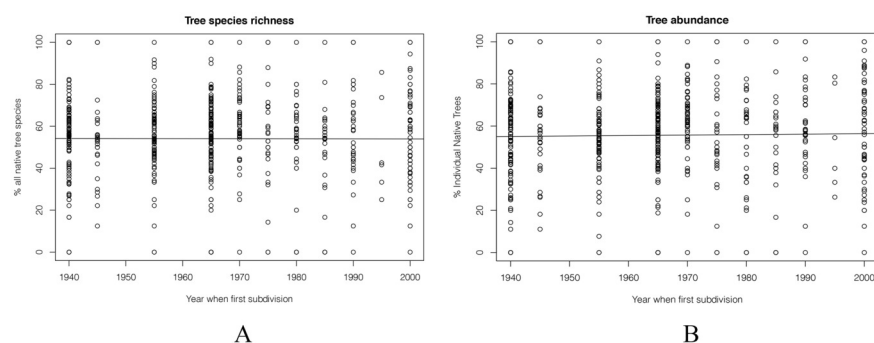 Tree species richness
% all native tree species
100
80
60
40
20
0
1940 1950 1960 1970 1980 1990 2000
Year when first subdivision
A
Tree abundance
% Individual Native Trees
100
80
60
40
20
0
1940 1950 1960 1970 1980 1990 2000
Year when first subdivision
B